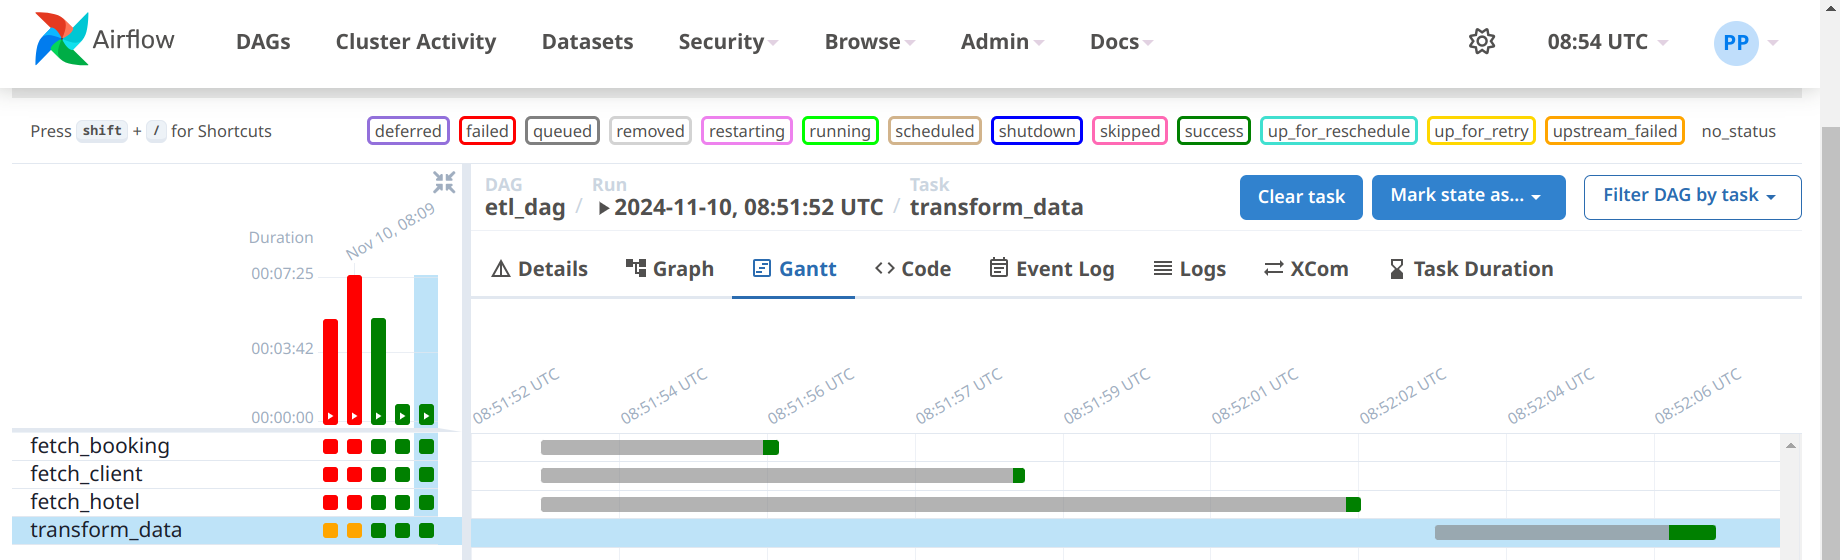 Airflow DAGs Cluster Activity Datasets Security Browse Admin Docs 08:54 UTC PP
Press shift + / for Shortcuts deferred failed queued removed restarting running scheduled shutdown skipped success up_for_reschedule up_for_retry upstream_failed no_status
DAG Run Task
etl_dag / 2024-11-10, 08:51:52 UTC / transform_data
Clear task Mark state as... Filter DAG by task
Nov 10, 08:09
Duration
00:07:25
00:03:42
00:00:00
Details Graph Gantt Code Event Log Logs XCom Task Duration
08:51:52 UTC 08:51:54 UTC 08:51:56 UTC 08:51:57 UTC 08:51:59 UTC 08:52:01 UTC 08:52:02 UTC 08:52:04 UTC 08:52:06 UTC
fetch_booking
fetch_client
fetch_hotel
transform_data